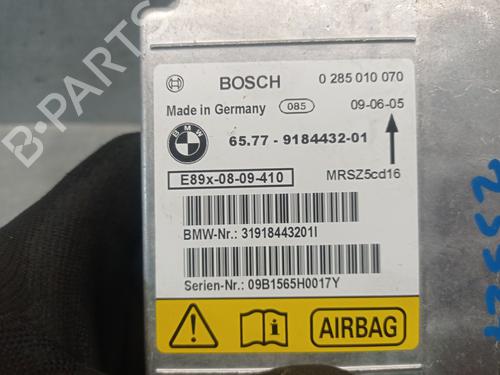 BOSCH 0 285 010 070
Made in Germany 085 09-06-05
BMW 65.77 - 9184432-01
E89x-08-09-410 MRSZ5cd16
BMW-Nr.: 31918443201I
Serien-Nr.: 09B1565H0017Y
AIRBAG
B-PARTS